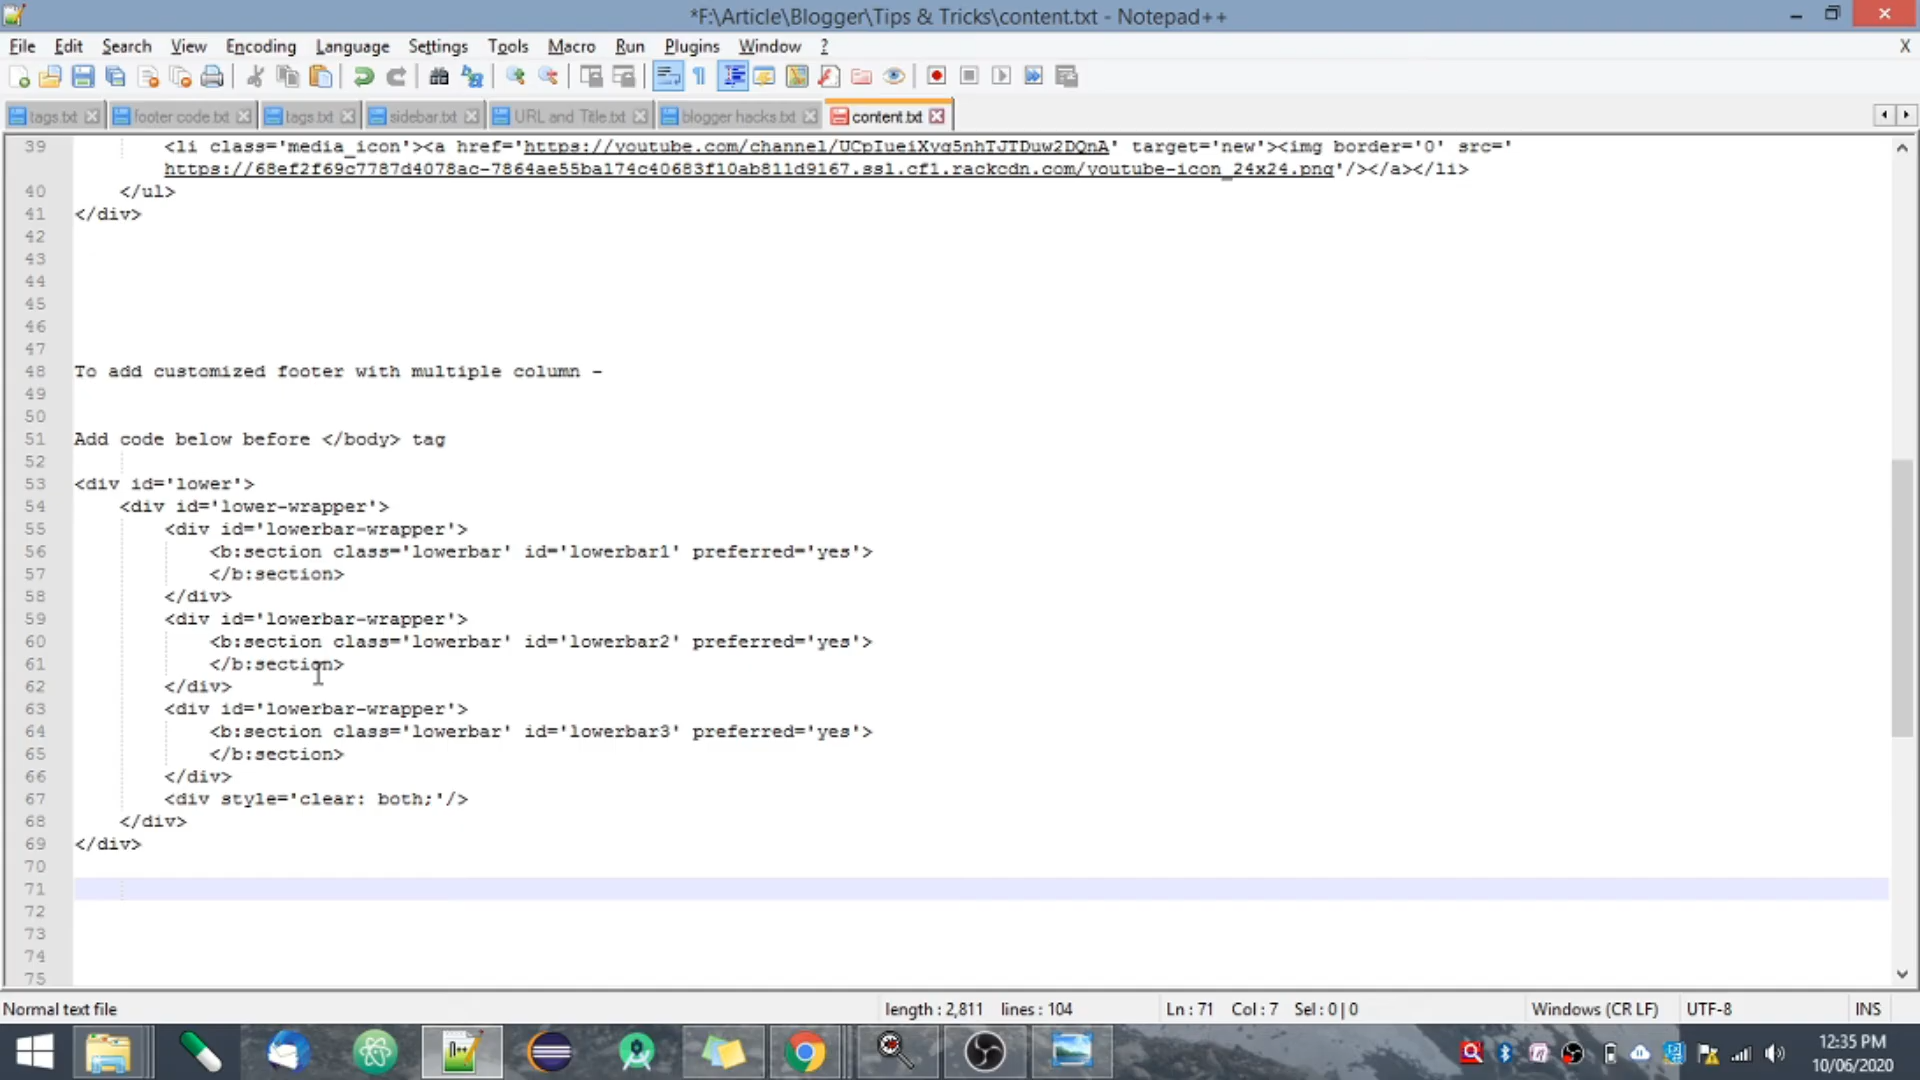 *F:\Article\Blogger\Tips & Tricks\content.txt - Notepad++
File Edit Search View Encoding Language Settings Tools Macro Run Plugins Window ? X
tags.txt footer code.txt tags.txt sidebar.txt URL and Title.txt blogger hacks.txt content.txt
39 <li class='media_icon'><a href='https://youtube.com/channel/UCpIueiXyq5nhTJTDuw2DQnA' target='new'><img border='0' src='
https://68ef2f69c7787d4078ac-7864ae55ba174c40683f10ab811d9167.ssl.cf1.rackcdn.com/youtube-icon_24x24.png'/></a></li>
40 </ul>
41 </div>
42
43
44
45
46
47
48 To add customized footer with multiple column -
49
50
51 Add code below before </body> tag
52
53 <div id='lower'>
54 <div id='lower-wrapper'>
55 <div id='lowerbar-wrapper'>
56 <b:section class='lowerbar' id='lowerbar1' preferred='yes'>
57 </b:section>
58 </div>
59 <div id='lowerbar-wrapper'>
60 <b:section class='lowerbar' id='lowerbar2' preferred='yes'>
61 </b:section>
62 </div>
63 <div id='lowerbar-wrapper'>
64 <b:section class='lowerbar' id='lowerbar3' preferred='yes'>
65 </b:section>
66 </div>
67 <div style='clear: both;'/>
68 </div>
69 </div>
70
71
72
73
74
75
Normal text file length : 2,811 lines : 104 Ln : 71 Col : 7 Sel : 0 | 0 Windows (CR LF) UTF-8 INS
12:35 PM
10/06/2020